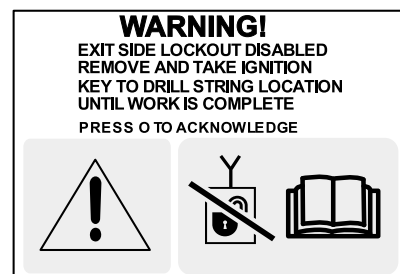 WARNING!
EXIT SIDE LOCKOUT DISABLED
REMOVE AND TAKE IGNITION
KEY TO DRILL STRING LOCATION
UNTIL WORK IS COMPLETE
PRESS O TO ACKNOWLEDGE